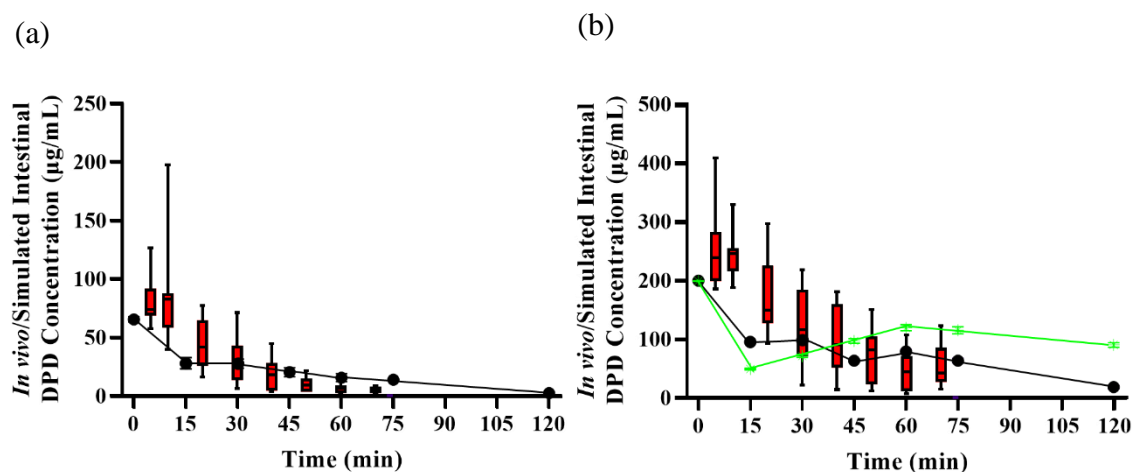 (a)
In vivo/Simulated Intestinal
DPD Concentration (µg/mL)
250
200
150
100
50
0
0 15 30 45 60 75 90 105 120
Time (min)
(b)
In vivo/Simulated Intestinal
DPD Concentration (µg/mL)
500
400
300
200
100
0
0 15 30 45 60 75 90 105 120
Time (min)